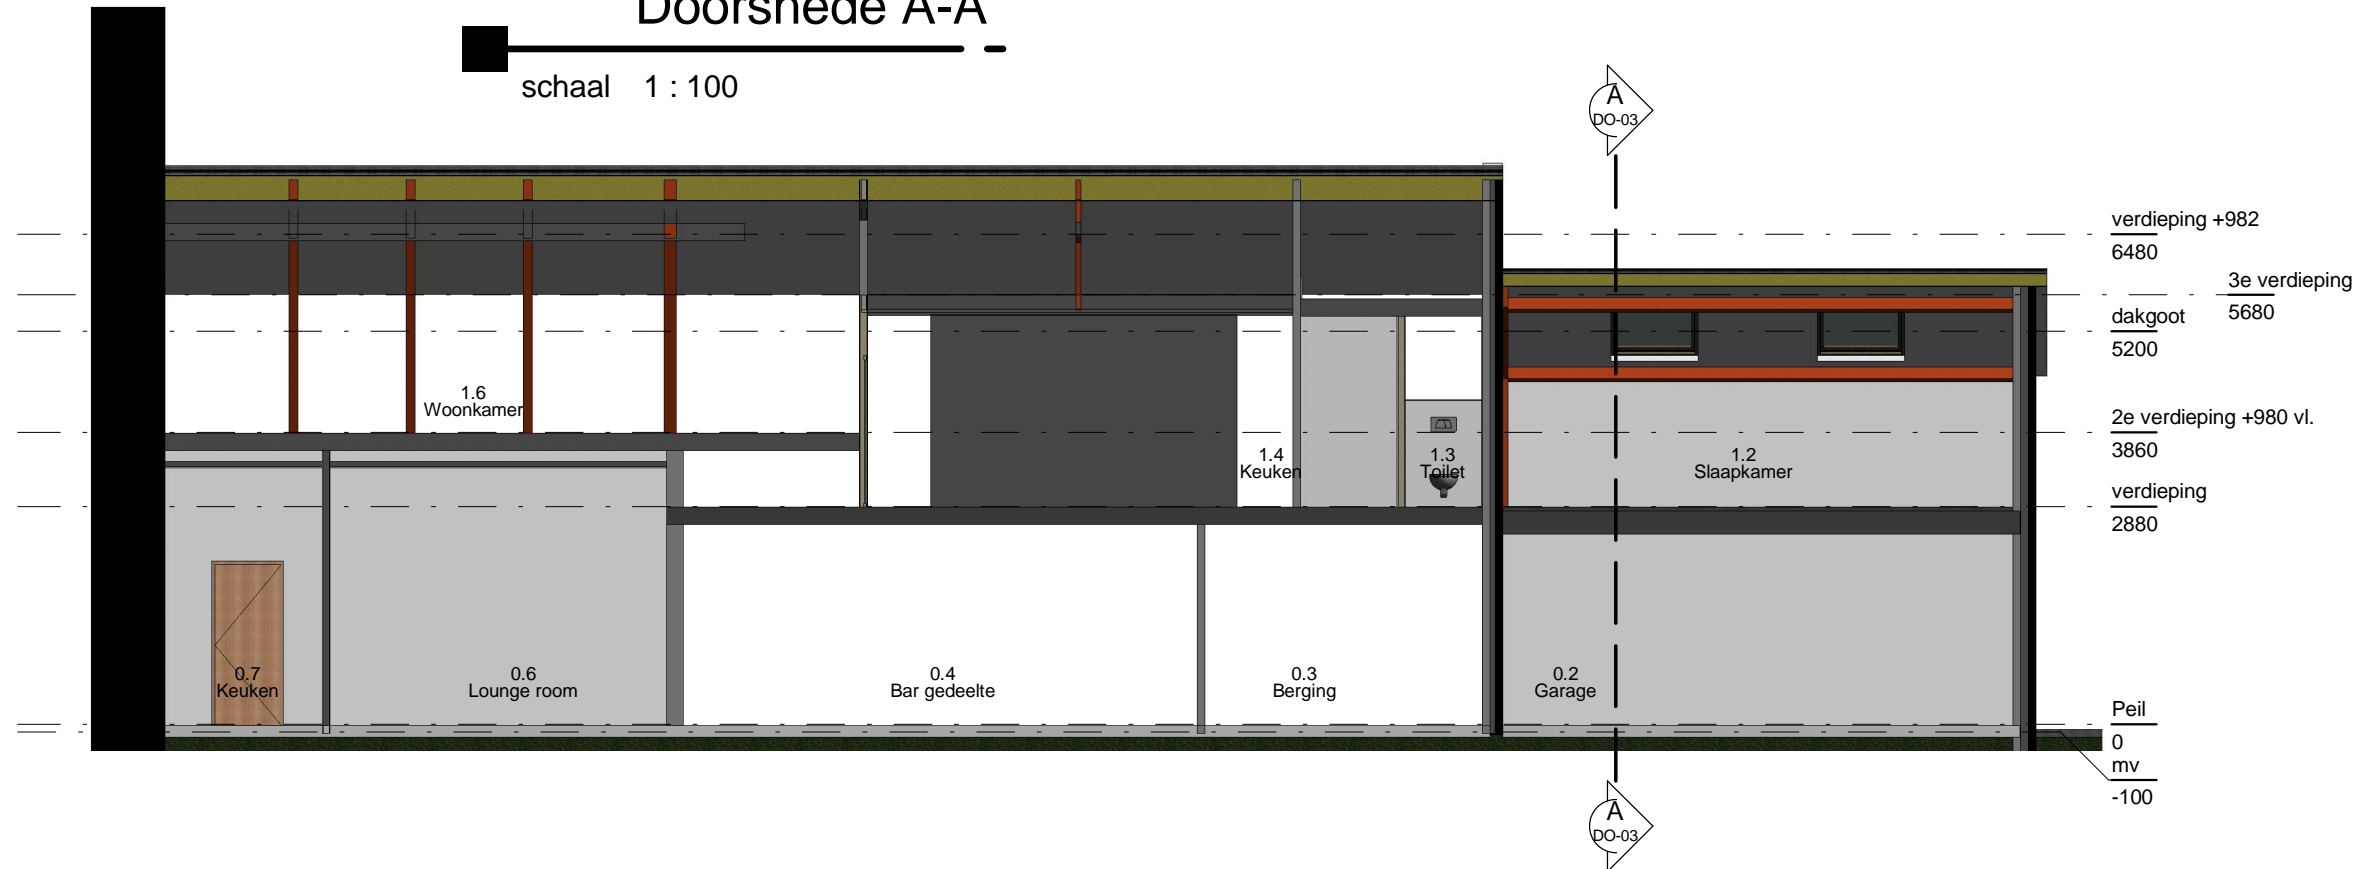 Doorsnede A-A
schaal 1 : 100
A
DO-03
verdieping +982
6480
3e verdieping
5680
dakgoot
5200
2e verdieping +980 vl.
3860
verdieping
2880
1.6
Woonkamer
1.4
Keuken
1.3
Toilet
1.2
Slaapkamer
0.7
Keuken
0.6
Lounge room
0.4
Bar gedeelte
0.3
Berging
0.2
Garage
Peil
0
mv
-100
A
DO-03